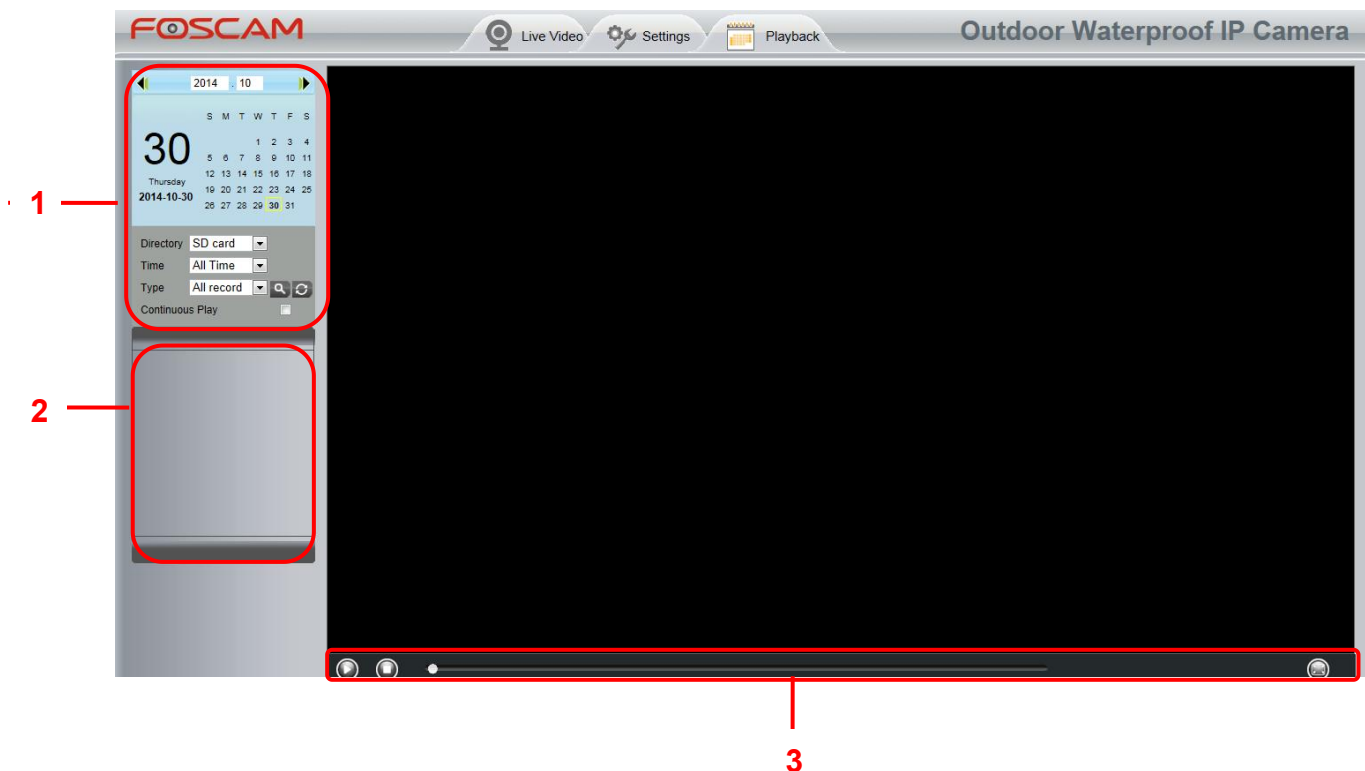 FOSCAM
Live Video
Settings
Playback
Outdoor Waterproof IP Camera
2014 . 10
S M T W T F S
1 2 3 4
5 6 7 8 9 10 11
12 13 14 15 16 17 18
19 20 21 22 23 24 25
26 27 28 29 30 31
30
Thursday
2014-10-30
Directory SD card
Time All Time
Type All record
Continuous Play
1
2
3